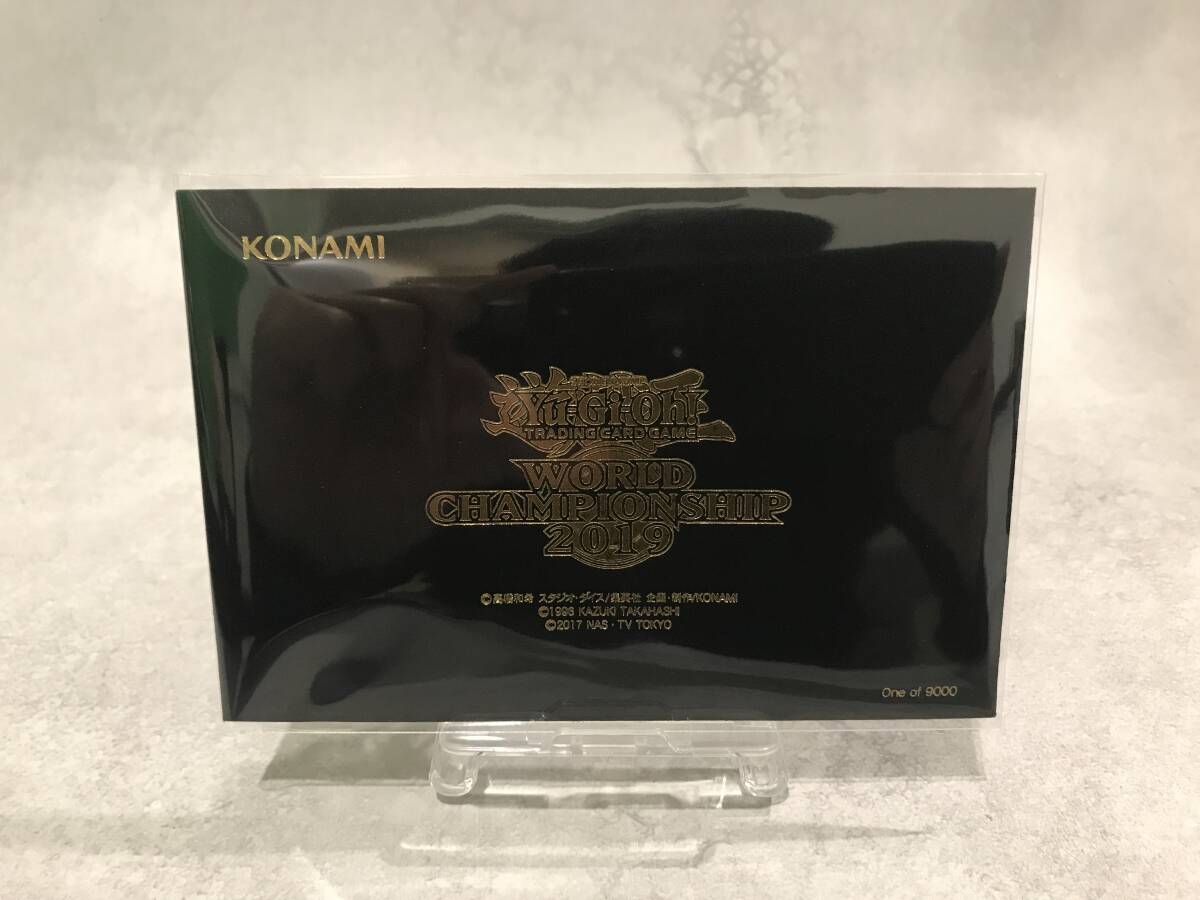 KONAMI
Yu-Gi-Oh!
TRADING CARD GAME
WORLD
CHAMPIONSHIP
2019
©高橋和希 スタジオ・ダイス/集英社 企画・制作/KONAMI
©1996 KAZUKI TAKAHASHI
©2017 NAS・TV TOKYO
One of 9000